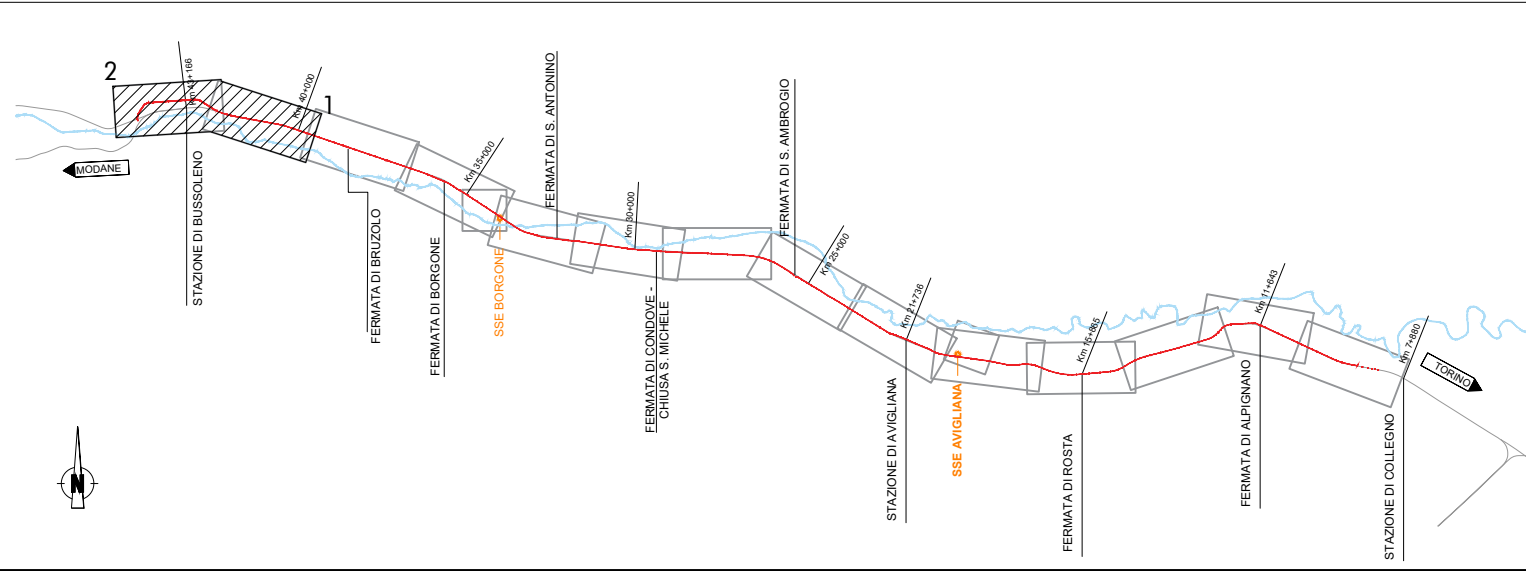 2
1
Km 43+166
Km 40+000
MODANE
STAZIONE DI BUSSOLENO
FERMATA DI BRUZOLO
FERMATA DI BORGONE
Km 35+000
SSE BORGONE
FERMATA DI S. ANTONINO
Km 30+000
FERMATA DI CONDOVE -
CHIUSA S. MICHELE
FERMATA DI S. AMBROGIO
Km 25+000
STAZIONE DI AVIGLIANA
Km 21+736
SSE AVIGLIANA
FERMATA DI ROSTA
FERMATA DI ALPIGNANO
Km 11+643
STAZIONE DI COLLEGNO
Km 7+880
TORINO
N